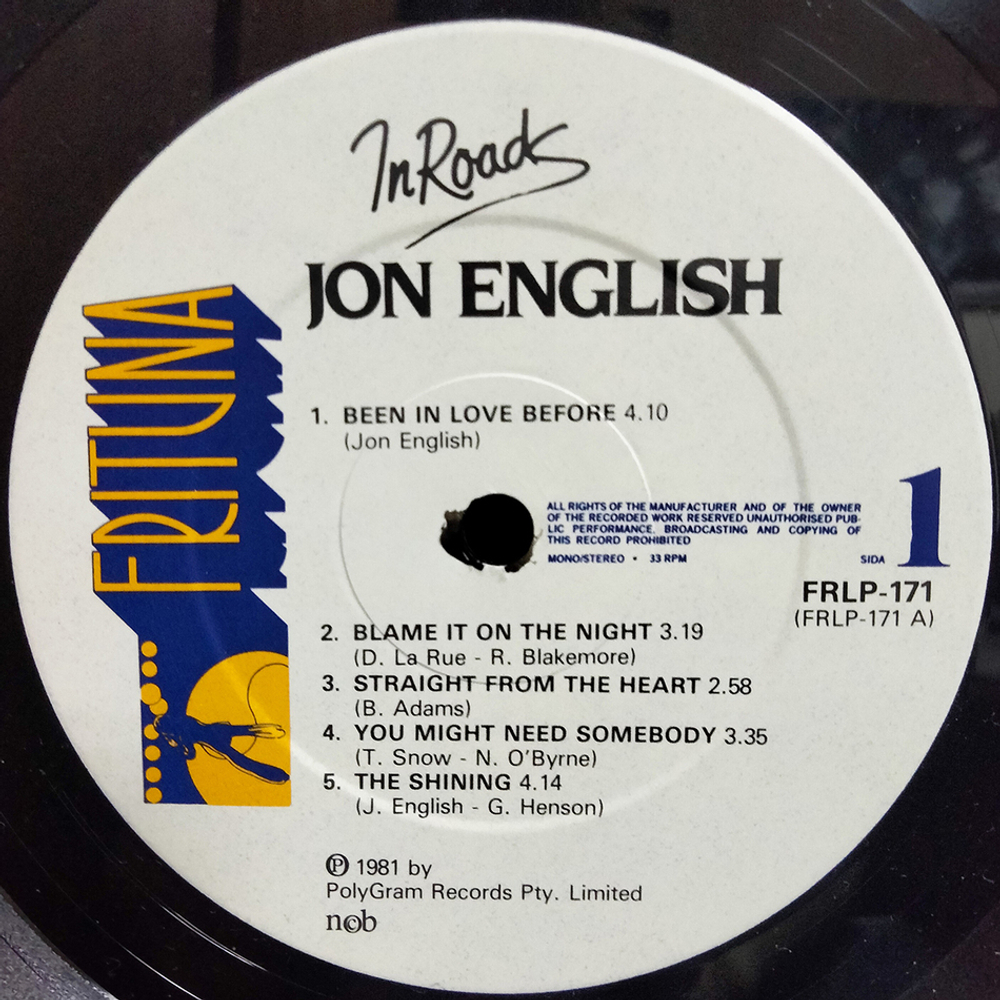 In Roads
JON ENGLISH
FRITUNA
1. BEEN IN LOVE BEFORE 4.10
(Jon English)
ALL RIGHTS OF THE MANUFACTURER AND OF THE OWNER
OF THE RECORDED WORK RESERVED UNAUTHORISED PUB-
LIC PERFORMANCE, BROADCASTING AND COPYING OF
THIS RECORD PROHIBITED
MONO/STEREO • 33 RPM
SIDA 1
FRLP-171
(FRLP-171 A)
2. BLAME IT ON THE NIGHT 3.19
(D. La Rue - R. Blakemore)
3. STRAIGHT FROM THE HEART 2.58
(B. Adams)
4. YOU MIGHT NEED SOMEBODY 3.35
(T. Snow - N. O'Byrne)
5. THE SHINING 4.14
(J. English - G. Henson)
℗ 1981 by
PolyGram Records Pty. Limited
n©b